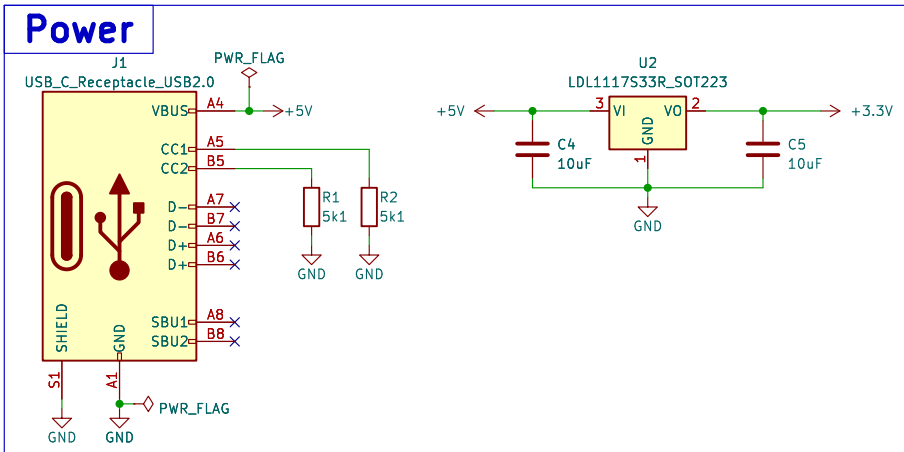 Power
J1
USB_C_Receptacle_USB2.0
PWR_FLAG
VBUS A4
+5V
CC1 A5
CC2 B5
D- A7
D- B7
D+ A6
D+ B6
SBU1 A8
SBU2 B8
SHIELD
GND
S1
A1
R1
5k1
R2
5k1
GND
GND
PWR_FLAG
GND
GND
U2
LDL1117S33R_SOT223
+5V
3 VI
VO 2
GND
1
+3.3V
C4
10uF
C5
10uF
GND